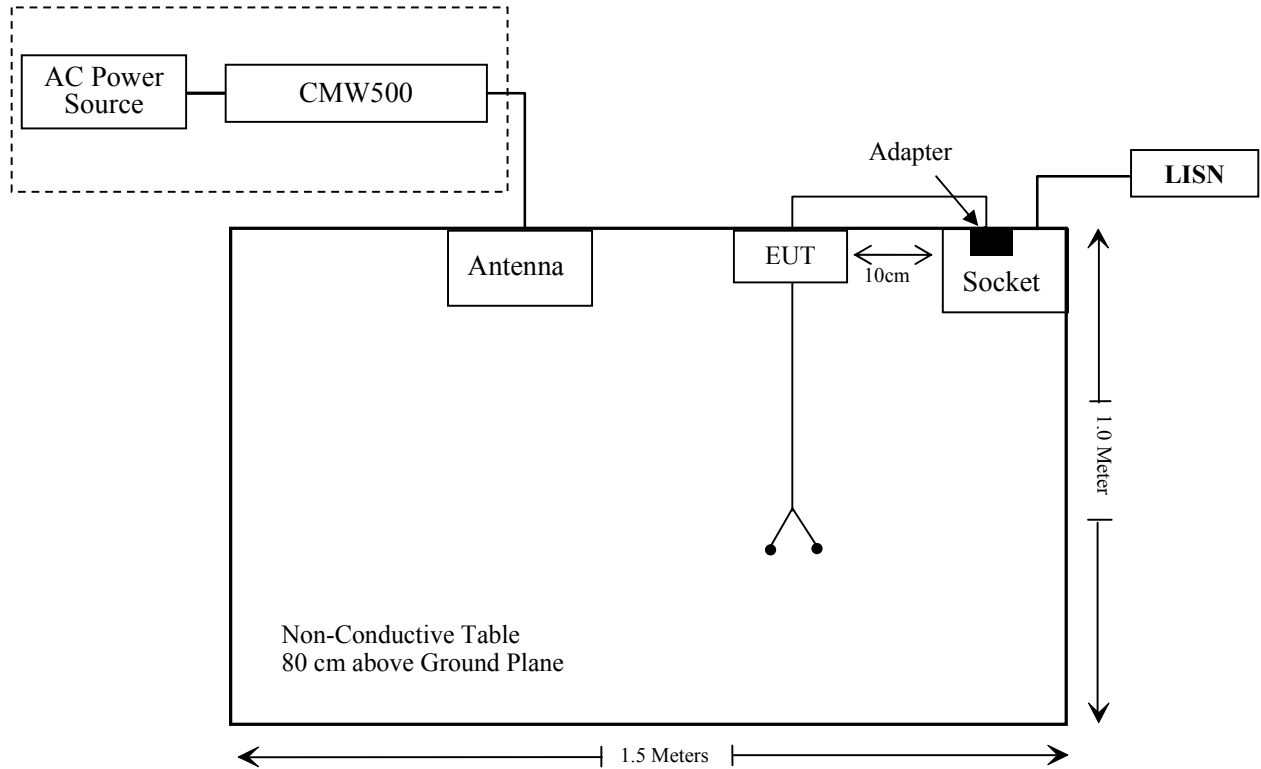 AC Power
Source
CMW500
Adapter
LISN
Antenna
EUT
10cm
Socket
1.0 Meter
Non-Conductive Table
80 cm above Ground Plane
1.5 Meters